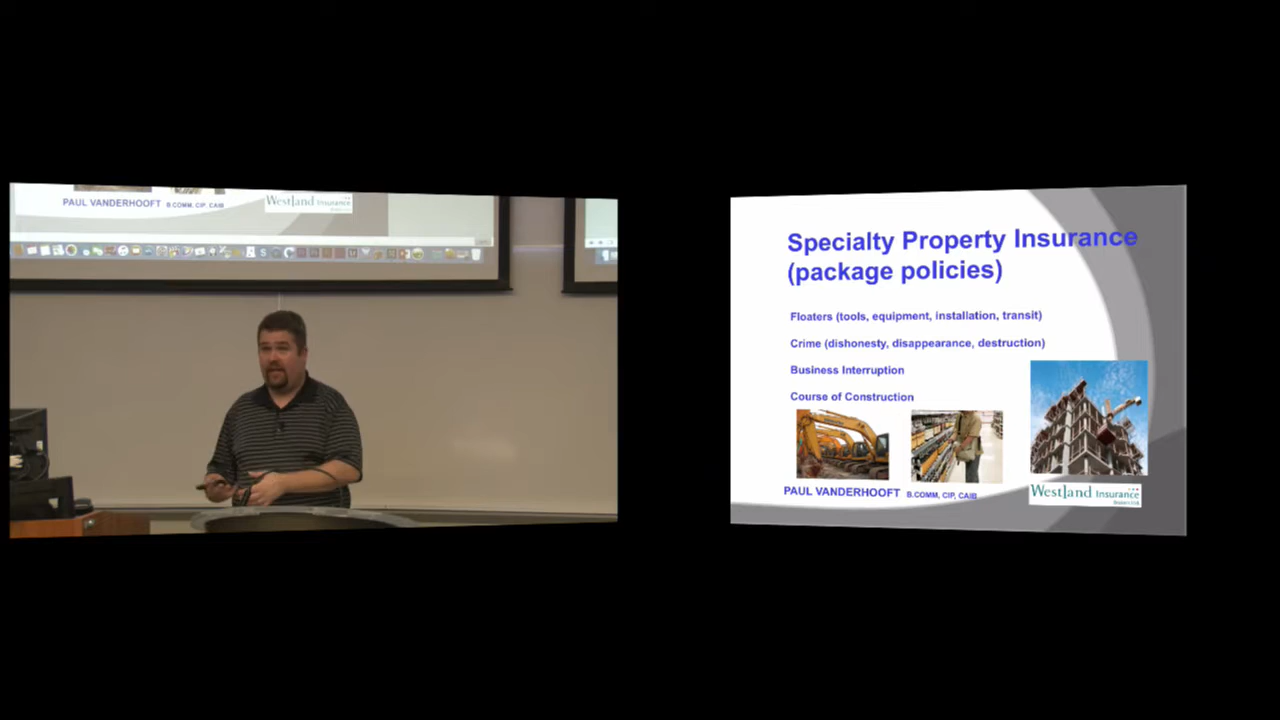 PAUL VANDERHOOFT B.COMM, CIP, CAIB
Westland Insurance
Specialty Property Insurance
(package policies)
Floaters (tools, equipment, installation, transit)
Crime (dishonesty, disappearance, destruction)
Business Interruption
Course of Construction
PAUL VANDERHOOFT B.COMM, CIP, CAIB
Westland Insurance